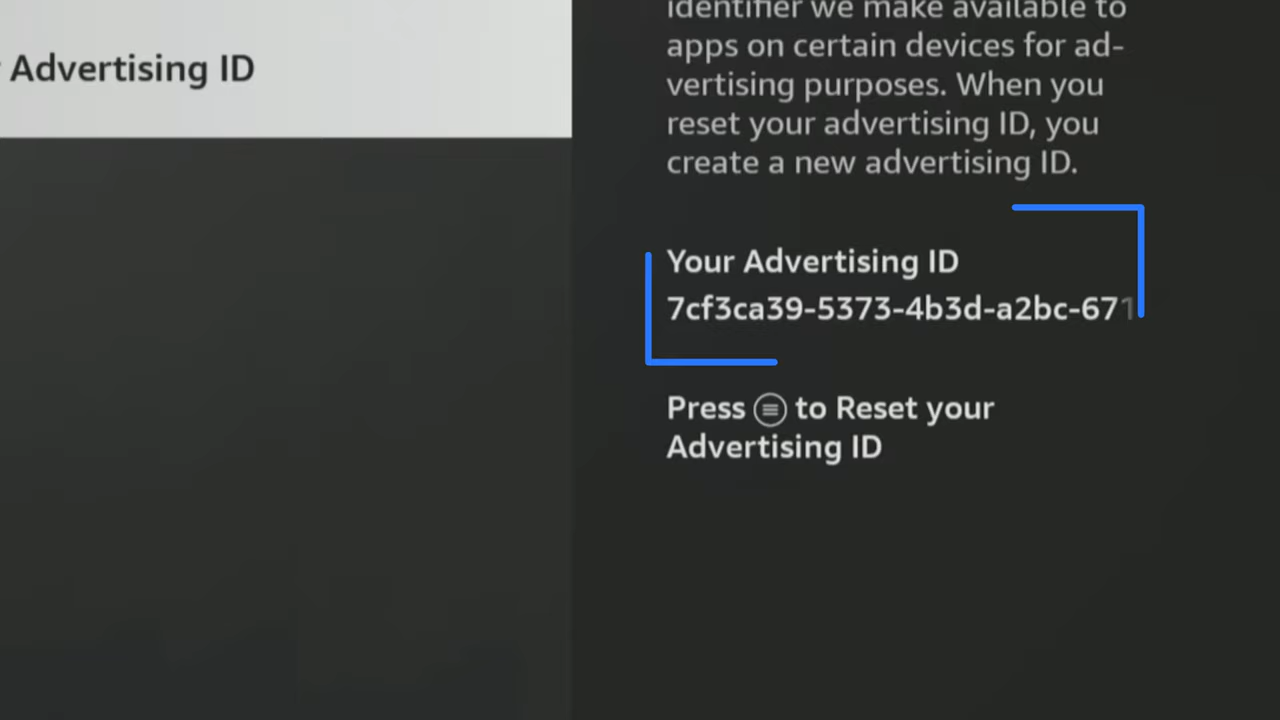 Advertising ID
identifier we make available to
apps on certain devices for ad-
vertising purposes. When you
reset your advertising ID, you
create a new advertising ID.
Your Advertising ID
7cf3ca39-5373-4b3d-a2bc-671
Press to Reset your
Advertising ID